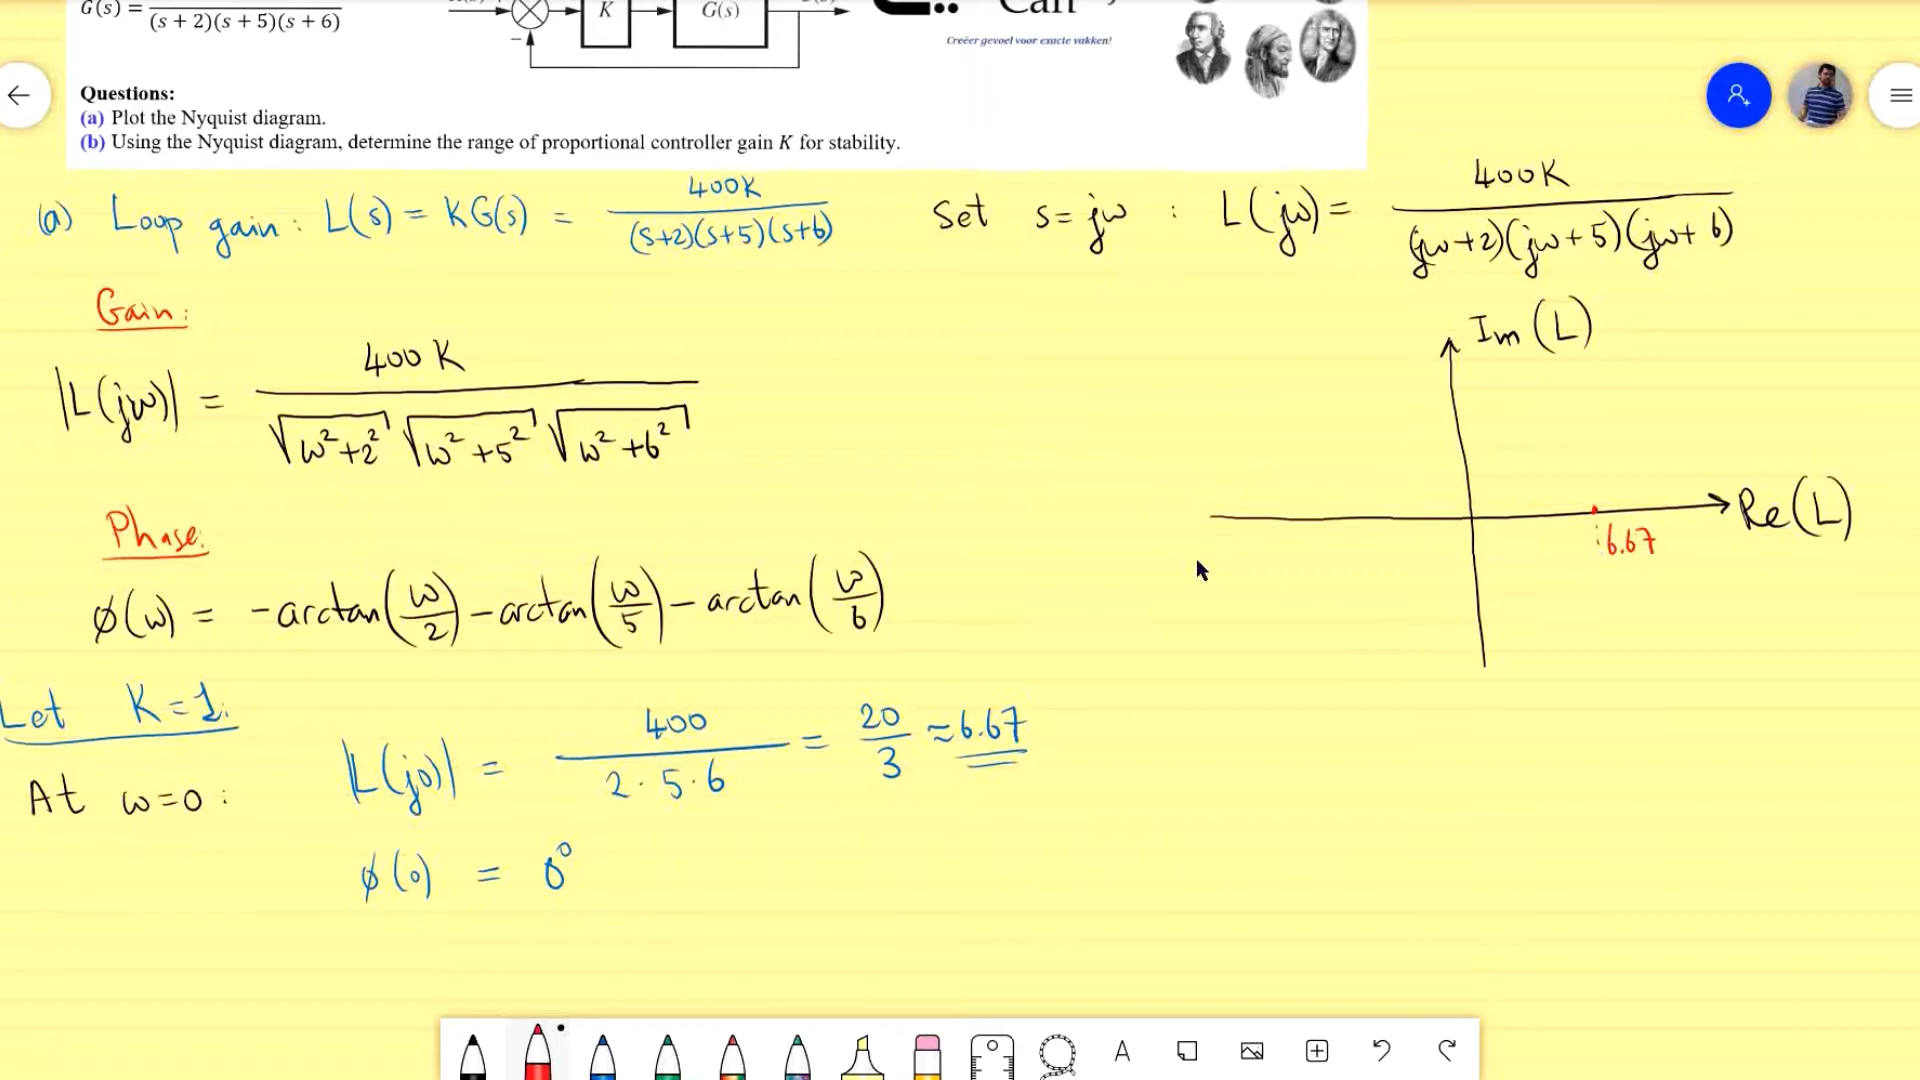 G(s) =
(s + 2)(s + 5)(s + 6)
K
G(s)
Creëer gevoel voor exacte vakken!
Questions:
(a) Plot the Nyquist diagram.
(b) Using the Nyquist diagram, determine the range of proportional controller gain K for stability.
(a) Loop gain: L(s) = KG(s) = 400K / (s+2)(s+5)(s+6) Set s=jω : L(jω) = 400K / (jω+2)(jω+5)(jω+6)
Gain:
|L(jω)| = 400 K / √ω²+2² √ω²+5² √ω²+6²
Im(L)
Re(L)
6.67
Phase:
φ(ω) = -arctan(ω/2) - arctan(ω/5) - arctan(ω/6)
Let K=1.
At ω=0 : |L(j0)| = 400 / 2·5·6 = 20/3 ≈ 6.67
φ(0) = 0°
A